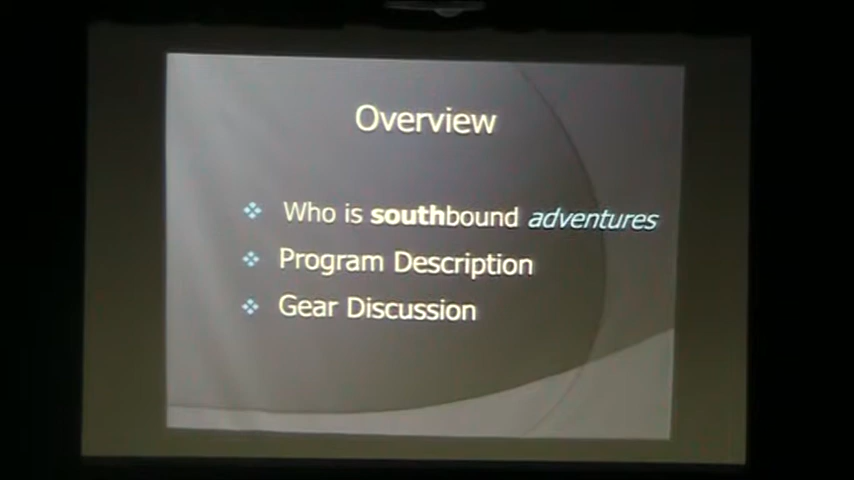 Overview
Who is southbound adventures
Program Description
Gear Discussion